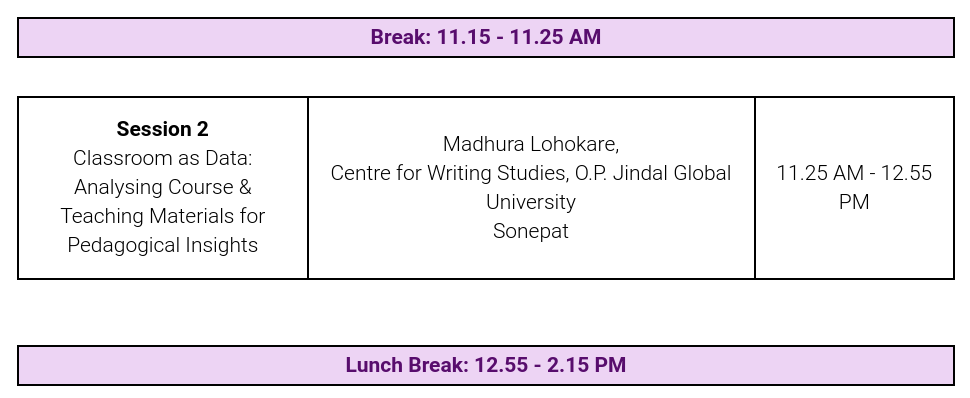 Break: 11.15 - 11.25 AM
Session 2
Classroom as Data:
Analysing Course &
Teaching Materials for
Pedagogical Insights
Madhura Lohokare,
Centre for Writing Studies, O.P. Jindal Global
University
Sonepat
11.25 AM - 12.55
PM
Lunch Break: 12.55 - 2.15 PM